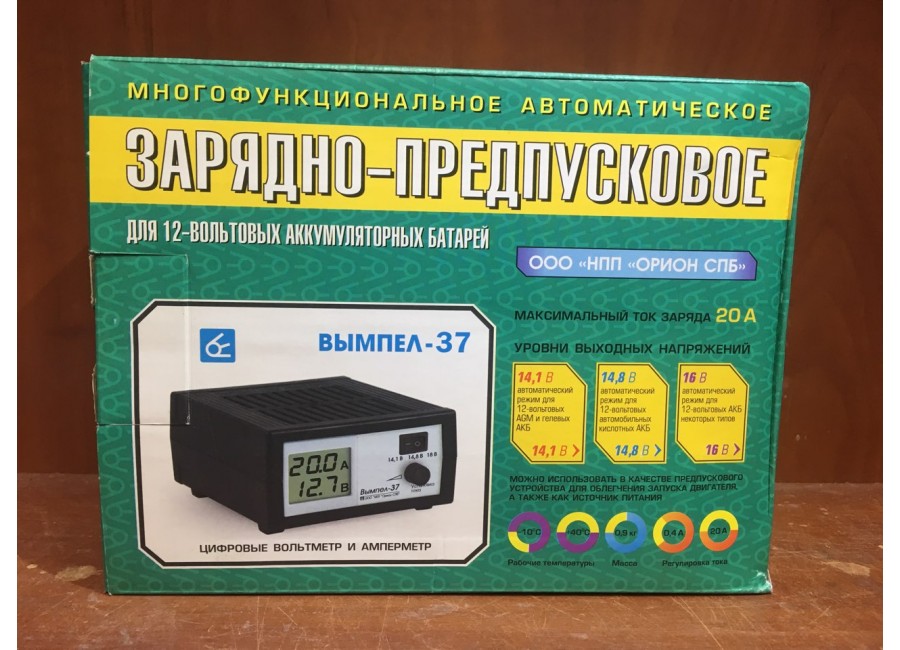 МНОГОФУНКЦИОНАЛЬНОЕ АВТОМАТИЧЕСКОЕ
ЗАРЯДНО-ПРЕДПУСКОВОЕ
ДЛЯ 12-ВОЛЬТОВЫХ АККУМУЛЯТОРНЫХ БАТАРЕЙ
ООО «НПП «ОРИОН СПБ»
МАКСИМАЛЬНЫЙ ТОК ЗАРЯДА 20 А
УРОВНИ ВЫХОДНЫХ НАПРЯЖЕНИЙ
14,1 В
автоматический
режим для
12-вольтовых
AGM и гелевых
АКБ
14,1 В
14,8 В
автоматический
режим для
12-вольтовых
автомобильных
кислотных АКБ
14,8 В
16 В
автоматический
режим для
12-вольтовых АКБ
некоторых типов
16 В
МОЖНО ИСПОЛЬЗОВАТЬ В КАЧЕСТВЕ ПРЕДПУСКОВОГО
УСТРОЙСТВА ДЛЯ ОБЛЕГЧЕНИЯ ЗАПУСКА ДВИГАТЕЛЯ,
А ТАКЖЕ КАК ИСТОЧНИК ПИТАНИЯ
-10°С +40°С 0,9 кг 0,4 А 20 А
Рабочие температуры Масса Регулировка тока
ВЫМПЕЛ-37
20.0 А
12.7 В
14,1 В 14,8 В 16 В
Вымпел-37
ЦИФРОВЫЕ ВОЛЬТМЕТР И АМПЕРМЕТР